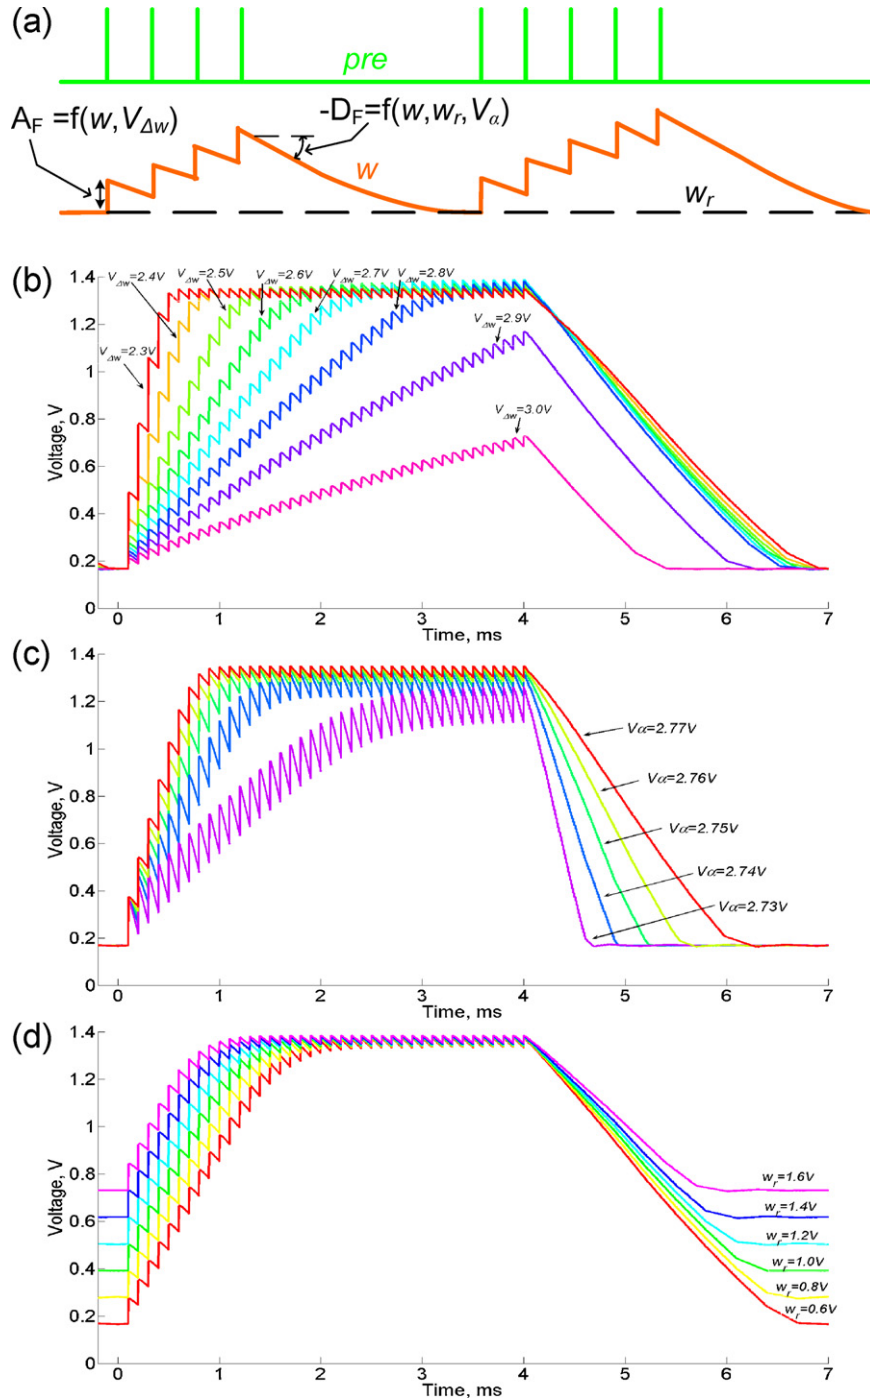 (a)
pre
A_F =f(w,V_Δw)
-D_F=f(w,w_r,V_α)
w
w_r
(b)
V_Δw=2.4V
V_Δw=2.5V
V_Δw=2.6V
V_Δw=2.7V
V_Δw=2.8V
V_Δw=2.9V
V_Δw=2.3V
V_Δw=3.0V
Voltage, V
1.4
1.2
1
0.8
0.6
0.4
0.2
0
0 1 2 3 4 5 6 7
Time, ms
(c)
Vα=2.77V
Vα=2.76V
Vα=2.75V
Vα=2.74V
Vα=2.73V
Voltage, V
1.4
1.2
1
0.8
0.6
0.4
0.2
0
0 1 2 3 4 5 6 7
Time, ms
(d)
w_r=1.6V
w_r=1.4V
w_r=1.2V
w_r=1.0V
w_r=0.8V
w_r=0.6V
Voltage, V
1.4
1.2
1
0.8
0.6
0.4
0.2
0
0 1 2 3 4 5 6 7
Time, ms